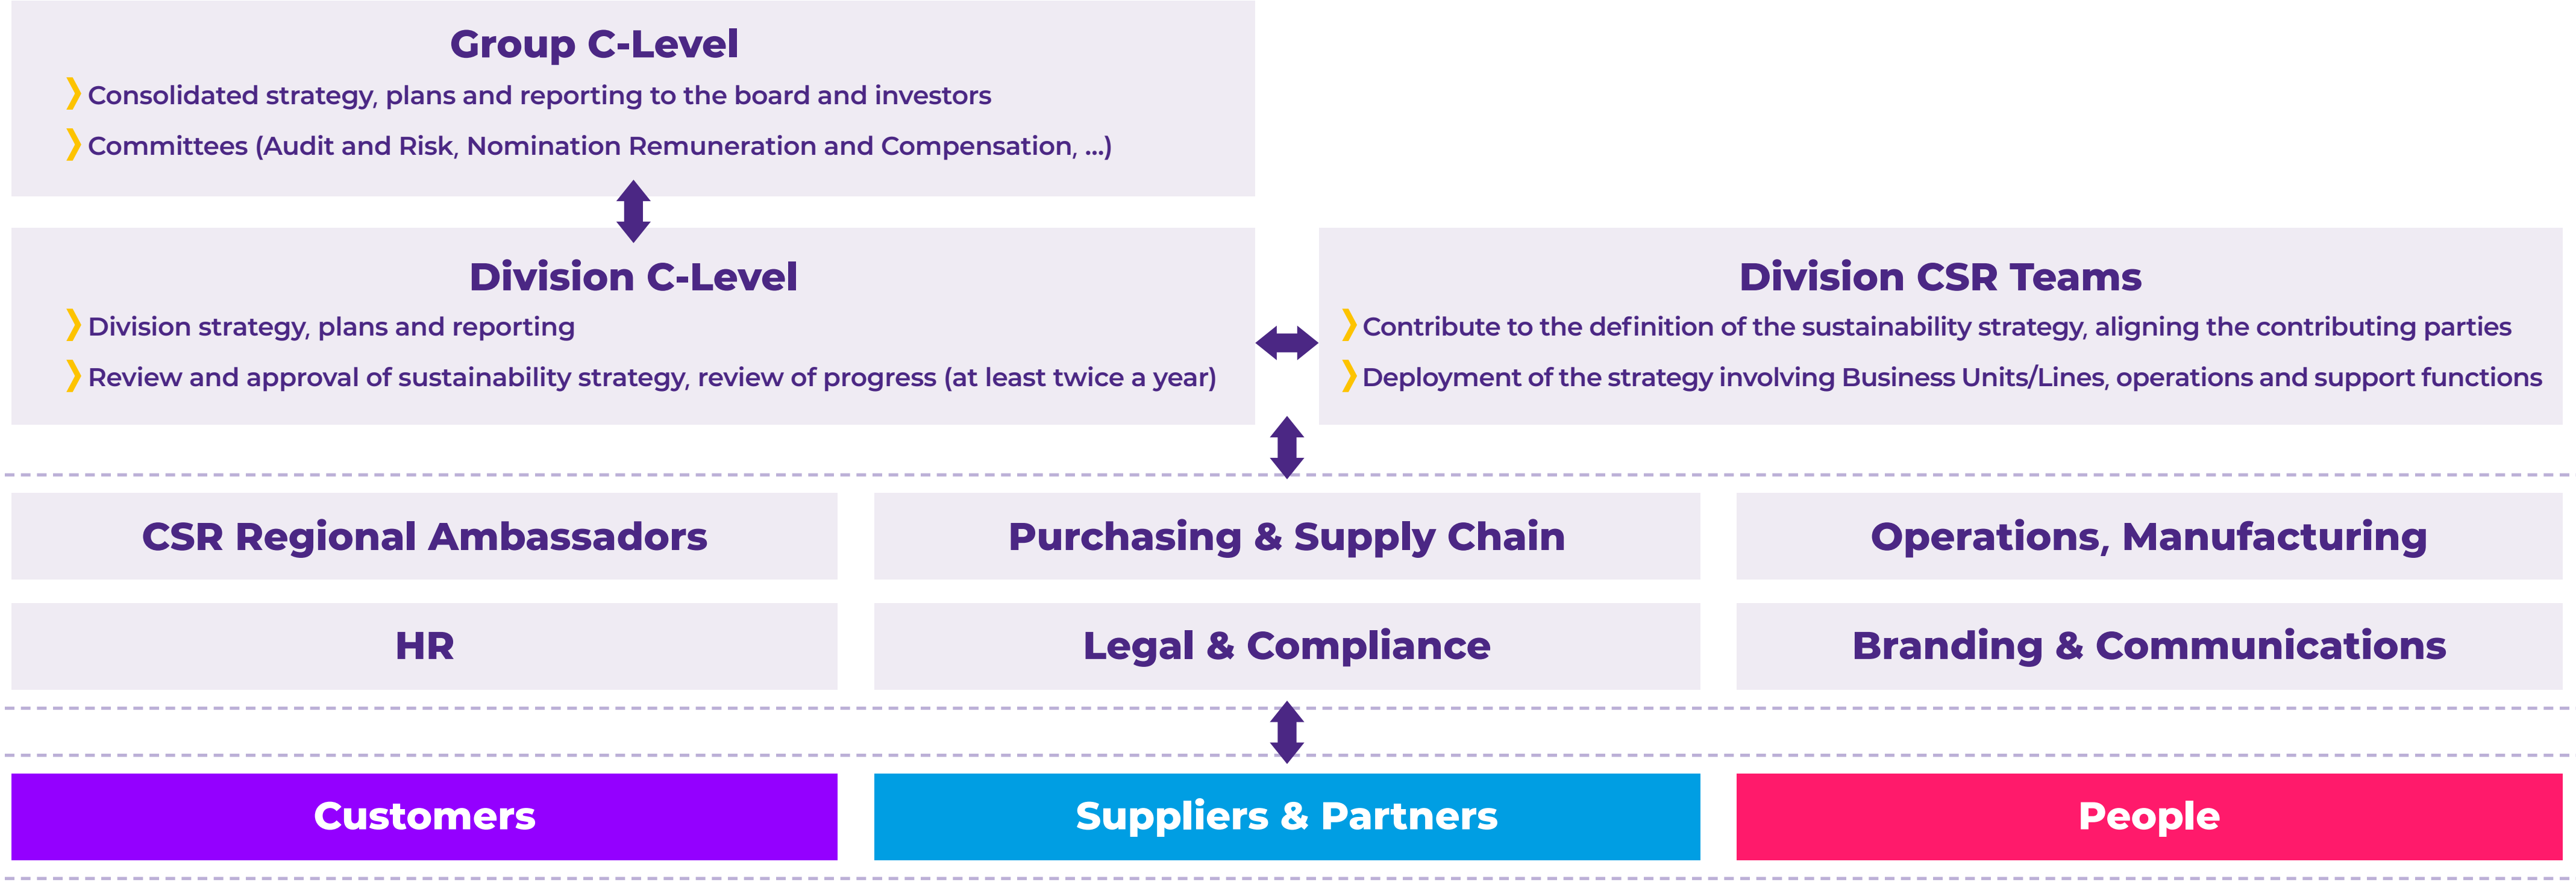 Group C-Level
Consolidated strategy, plans and reporting to the board and investors
Committees (Audit and Risk, Nomination Remuneration and Compensation, ...)
Division C-Level
Division strategy, plans and reporting
Review and approval of sustainability strategy, review of progress (at least twice a year)
Division CSR Teams
Contribute to the definition of the sustainability strategy, aligning the contributing parties
Deployment of the strategy involving Business Units/Lines, operations and support functions
CSR Regional Ambassadors
Purchasing & Supply Chain
Operations, Manufacturing
HR
Legal & Compliance
Branding & Communications
Customers
Suppliers & Partners
People